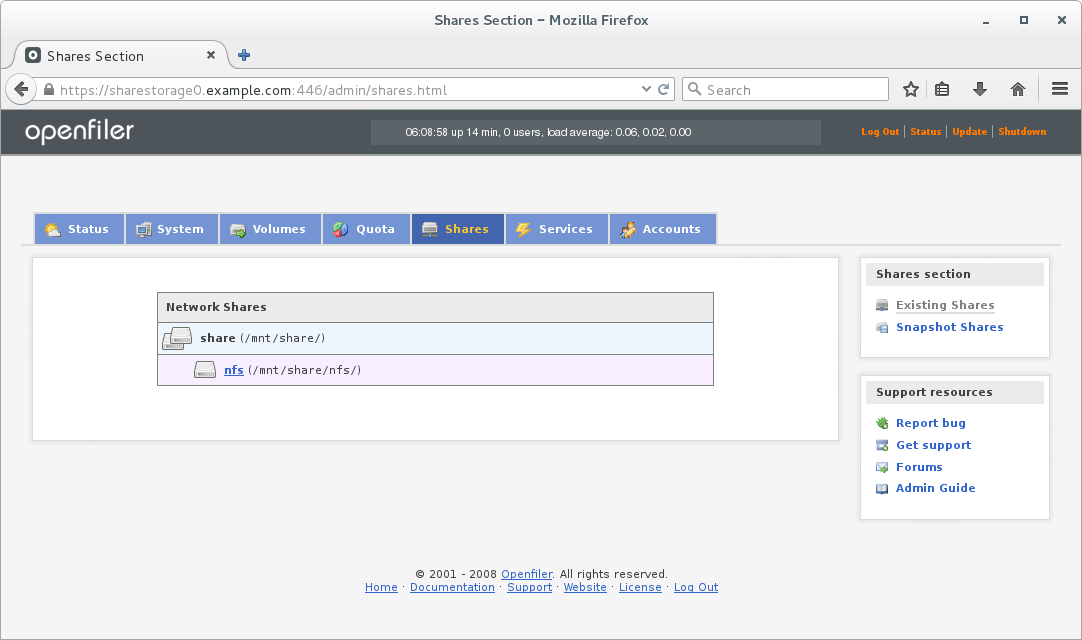 Shares Section – Mozilla Firefox
Shares Section
https://sharestorage0.example.com:446/admin/shares.html
Search
openfiler
06:08:58 up 14 min, 0 users, load average: 0.06, 0.02, 0.00
Log Out | Status | Update | Shutdown
Status System Volumes Quota Shares Services Accounts
Network Shares
share (/mnt/share/)
nfs (/mnt/share/nfs/)
Shares section
Existing Shares
Snapshot Shares
Support resources
Report bug
Get support
Forums
Admin Guide
© 2001 - 2008 Openfiler. All rights reserved.
Home · Documentation · Support · Website · License · Log Out